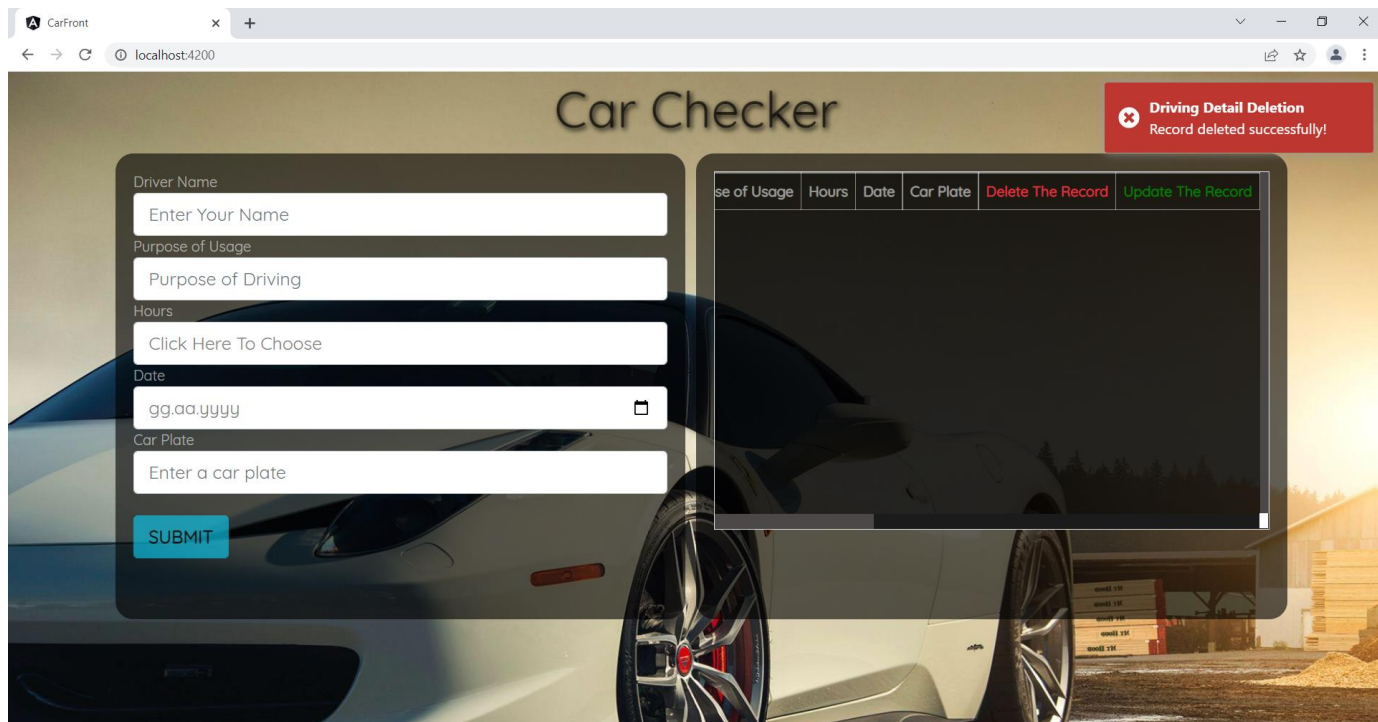 CarFront
localhost:4200
Car Checker
Driving Detail Deletion
Record deleted successfully!
Driver Name
Enter Your Name
Purpose of Usage
Purpose of Driving
Hours
Click Here To Choose
Date
gg.aa.yyyy
Car Plate
Enter a car plate
SUBMIT
se of Usage Hours Date Car Plate Delete The Record Update The Record